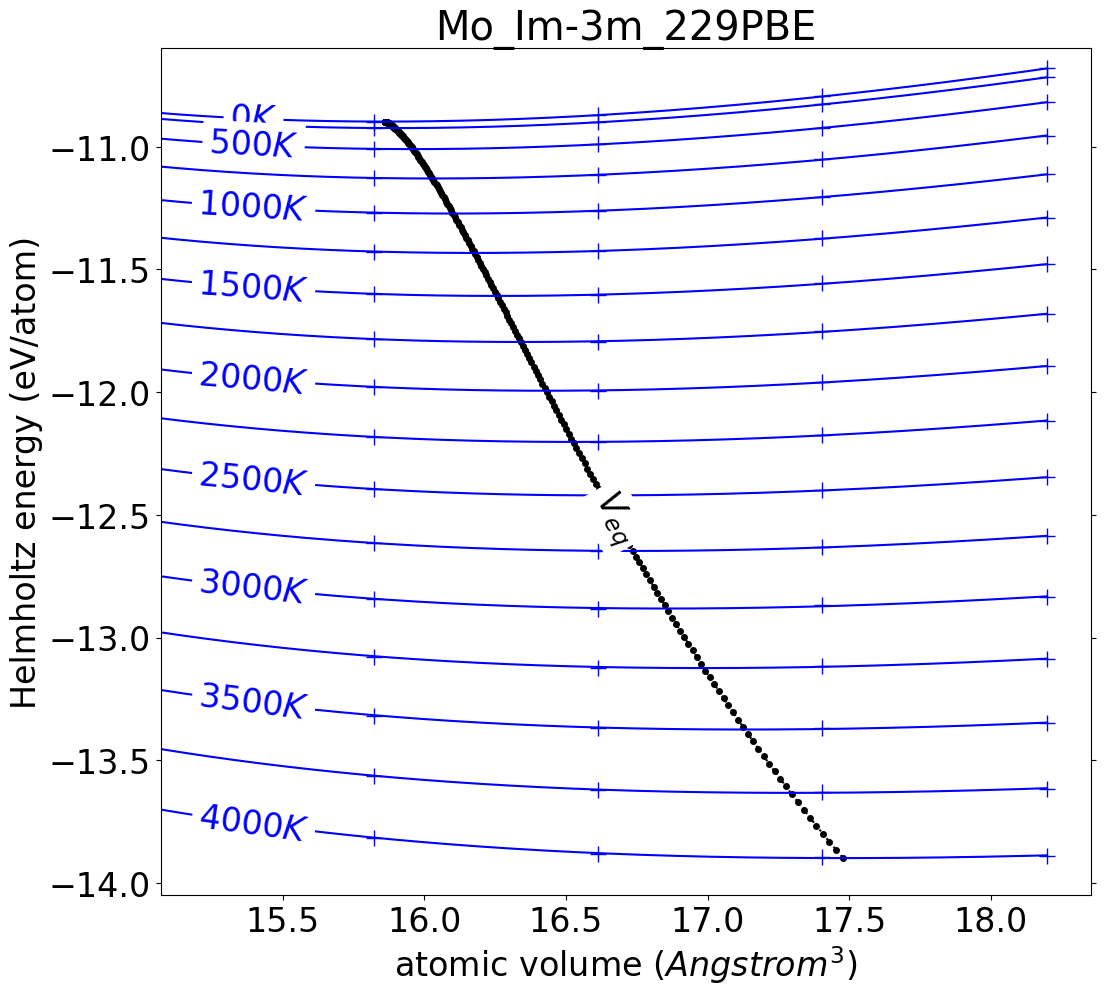 Mo_Im-3m_229PBE
Helmholtz energy (eV/atom)
−11.0
−11.5
−12.0
−12.5
−13.0
−13.5
−14.0
0K
500K
1000K
1500K
2000K
2500K
3000K
3500K
4000K
Veq
15.5 16.0 16.5 17.0 17.5 18.0
atomic volume (Angstrom³)